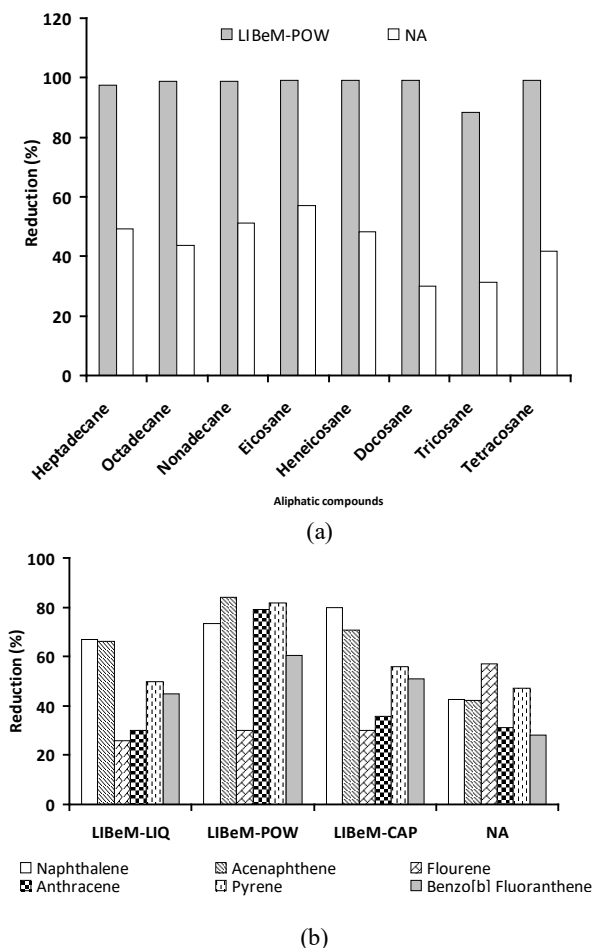 LIBeM-POW NA
120
100
80
60
40
20
0
Reduction (%)
Heptadecane Octadecane Nonadecane Eicosane Heneicosane Docosane Tricosane Tetracosane
Aliphatic compounds
(a)
100
80
60
40
20
0
Reduction (%)
LIBeM-LIQ LIBeM-POW LIBeM-CAP NA
Naphthalene Acenaphthene Flourene
Anthracene Pyrene Benzo[b] Fluoranthene
(b)